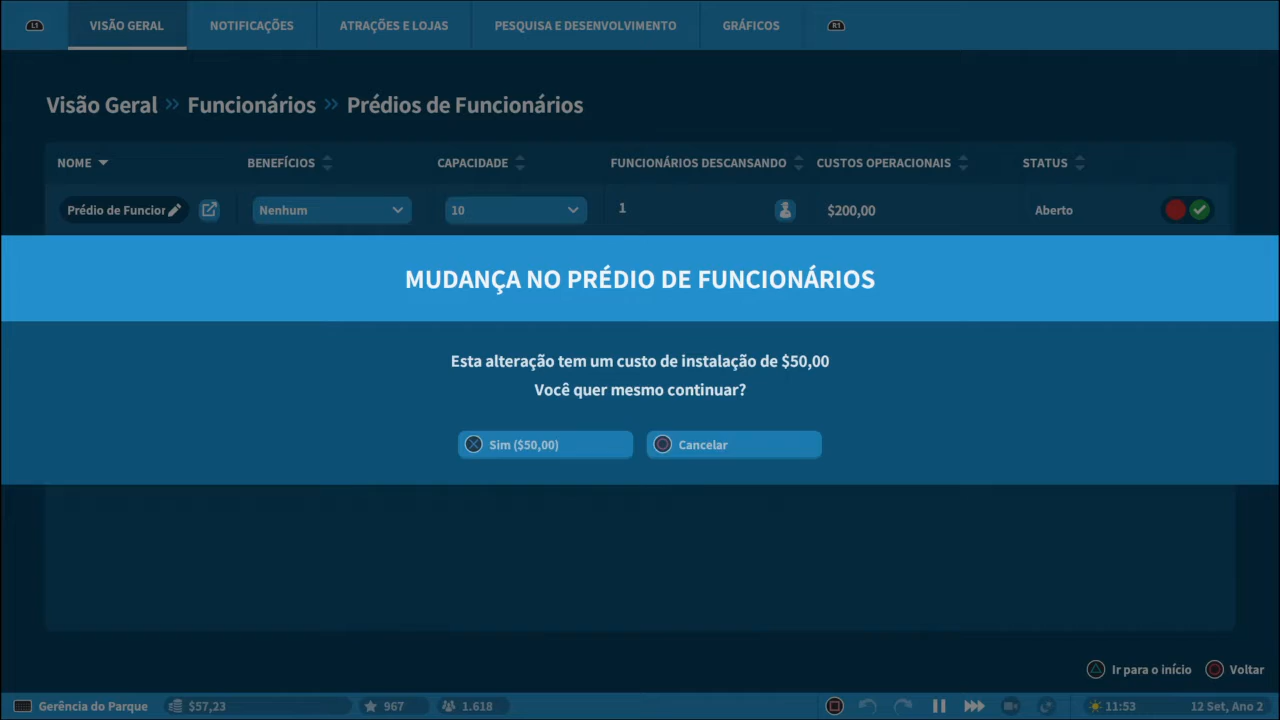 L1 VISÃO GERAL NOTIFICAÇÕES ATRAÇÕES E LOJAS PESQUISA E DESENVOLVIMENTO GRÁFICOS R1
Visão Geral » Funcionários » Prédios de Funcionários
NOME BENEFÍCIOS CAPACIDADE FUNCIONÁRIOS DESCANSANDO CUSTOS OPERACIONAIS STATUS
Prédio de Funcior Nenhum 10 1 $200,00 Aberto
MUDANÇA NO PRÉDIO DE FUNCIONÁRIOS
Esta alteração tem um custo de instalação de $50,00
Você quer mesmo continuar?
Sim ($50,00) Cancelar
Ir para o início Voltar
Gerência do Parque $57,23 967 1.618 11:53 12 Set, Ano 2